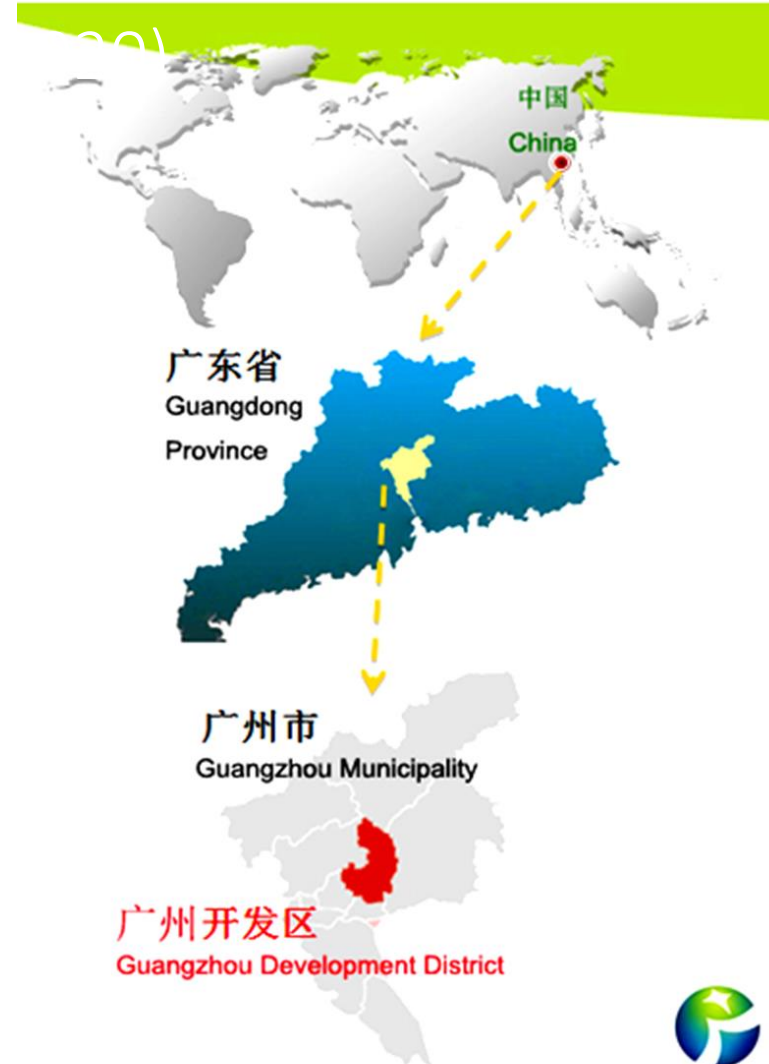 中国
China
广东省
Guangdong
Province
广州市
Guangzhou Municipality
广州开发区
Guangzhou Development District